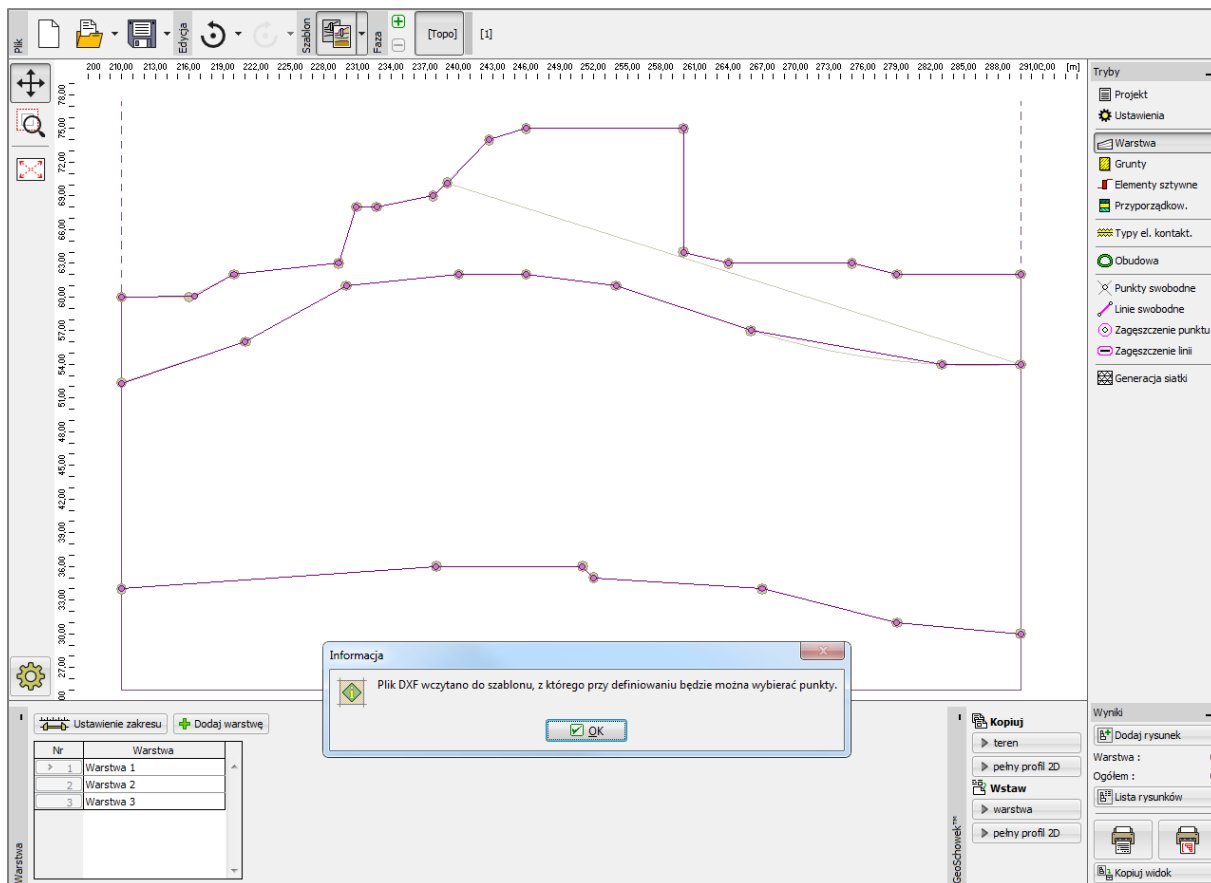 Plik
Edycja
Szablon
Faza
[Topo]
[1]
200 210,00 213,00 216,00 219,00 222,00 225,00 228,00 231,00 234,00 237,00 240,00 243,00 246,00 249,00 252,00 255,00 258,00 261,00 264,00 267,00 270,00 273,00 276,00 279,00 282,00 285,00 288,00 291,00 [m]
78,00
75,00
72,00
69,00
66,00
63,00
60,00
57,00
54,00
51,00
48,00
45,00
42,00
39,00
36,00
33,00
30,00
27,00
00
Tryby
Projekt
Ustawienia
Warstwa
Grunty
Elementy sztywne
Przyporządkow.
Typy el. kontakt.
Obudowa
Punkty swobodne
Linie swobodne
Zagęszczenie punktu
Zagęszczenie linii
Generacja siatki
Informacja
Plik DXF wczytano do szablonu, z którego przy definiowaniu będzie można wybierać punkty.
OK
Warstwa
Ustawienie zakresu
Dodaj warstwę
Nr Warstwa
1 Warstwa 1
2 Warstwa 2
3 Warstwa 3
GeoSchowek™
Kopiuj
teren
pełny profil 2D
Wstaw
warstwa
pełny profil 2D
Wyniki
Dodaj rysunek
Warstwa :
Ogółem :
Lista rysunków
Kopiuj widok